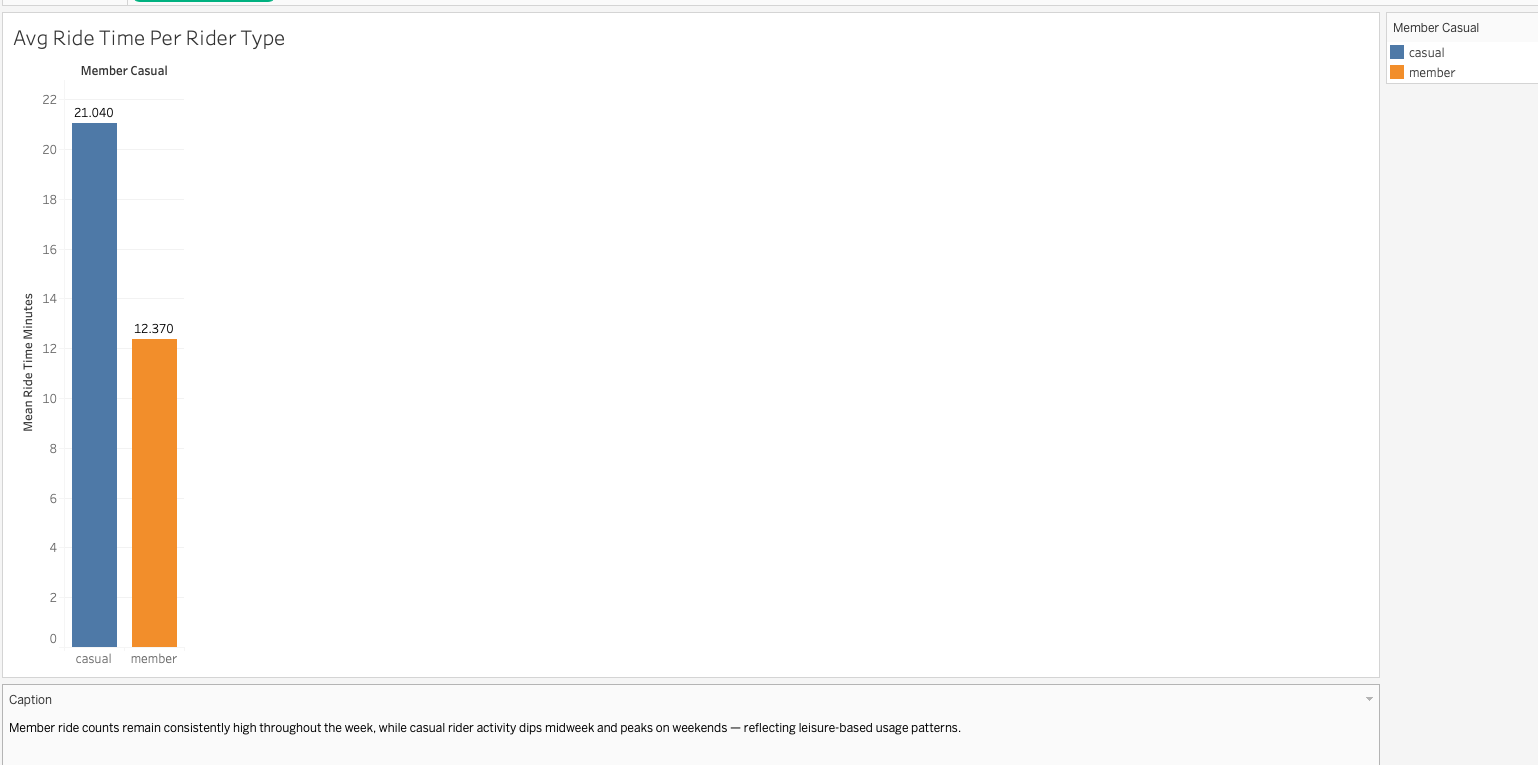 Avg Ride Time Per Rider Type
Member Casual
22
20
18
16
14
12
10
8
6
4
2
0
Mean Ride Time Minutes
21.040
12.370
casual
member
Member Casual
casual
member
Caption
Member ride counts remain consistently high throughout the week, while casual rider activity dips midweek and peaks on weekends — reflecting leisure-based usage patterns.